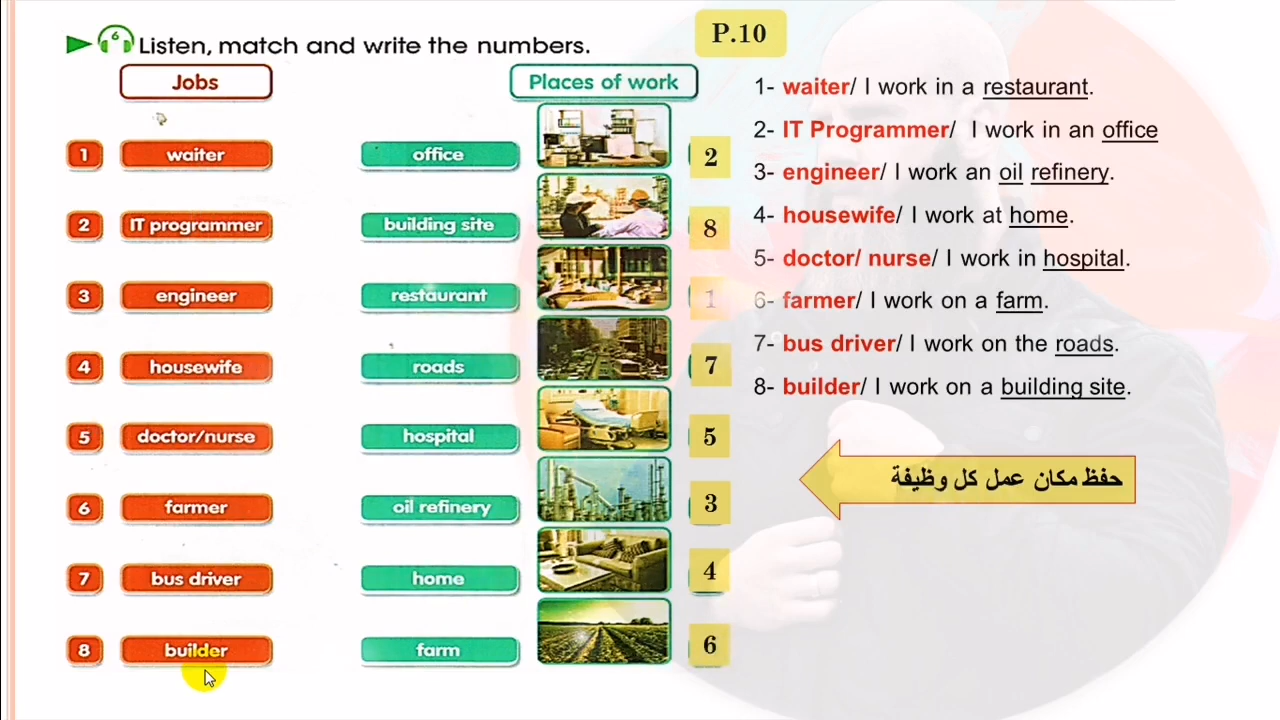 6 Listen, match and write the numbers.
P.10
Jobs
Places of work
1 waiter office 2
2 IT programmer building site 8
3 engineer restaurant 1
4 housewife roads 7
5 doctor/nurse hospital 5
6 farmer oil refinery 3
7 bus driver home 4
8 builder farm 6
1- waiter/ I work in a restaurant.
2- IT Programmer/ I work in an office
3- engineer/ I work an oil refinery.
4- housewife/ I work at home.
5- doctor/ nurse/ I work in hospital.
6- farmer/ I work on a farm.
7- bus driver/ I work on the roads.
8- builder/ I work on a building site.
حفظ مكان عمل كل وظيفة